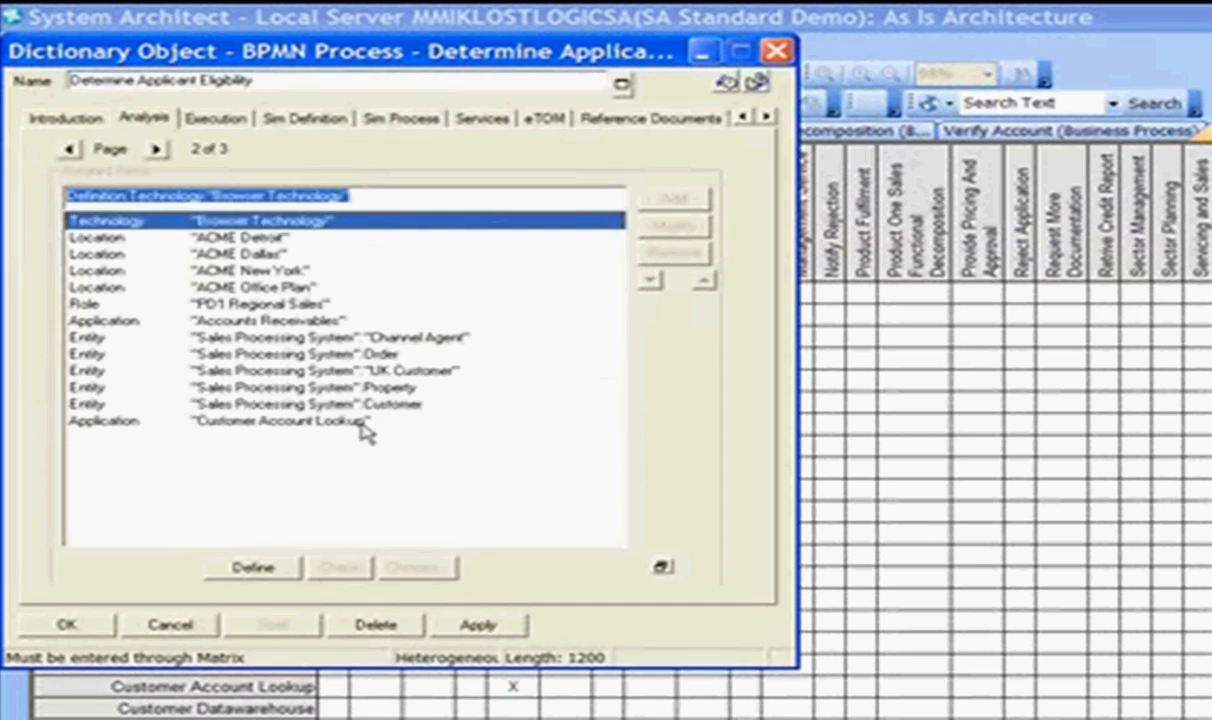 System Architect - Local Server MMIKLOSTLOGICSA(SA Standard Demo): As Is Architecture
Dictionary Object - BPMN Process - Determine Applica...
Name Determine Applicant Eligibility
98%
Search Text Search
Introduction Analysis Execution Sim Definition Sim Process Services eTOM Reference Documents
composition (B... Verify Account (Business Process)
Page 2 of 3
Definition:Technology:"Browser Technology"
Add
Technology "Browser Technology"
Modify
Location "ACME Detroit"
Location "ACME Dallas"
Remove
Location "ACME New York"
Location "ACME Office Plan"
Role "PD1 Regional Sales"
Application "Accounts Receivables"
Entity "Sales Processing System":"Channel Agent"
Entity "Sales Processing System":Order
Entity "Sales Processing System":"UK Customer"
Entity "Sales Processing System":Property
Entity "Sales Processing System":Customer
Application "Customer Account Lookup"
Define
OK Cancel Delete Apply
Must be entered through Matrix Heterogeneou Length: 1200
Notify Rejection
Product Fulfilment
Product One Sales
Functional
Decomposition
Provide Pricing And
Approval
Reject Application
Request More
Documentation
Retrive Credit Report
Sector Management
Sector Planning
Servicing and Sales
Customer Account Lookup X
Customer Datawarehouse